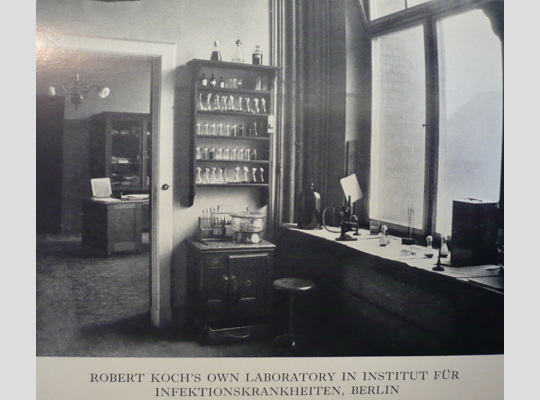 ROBERT KOCH'S OWN LABORATORY IN INSTITUT FÜR
INFEKTIONSKRANKHEITEN, BERLIN